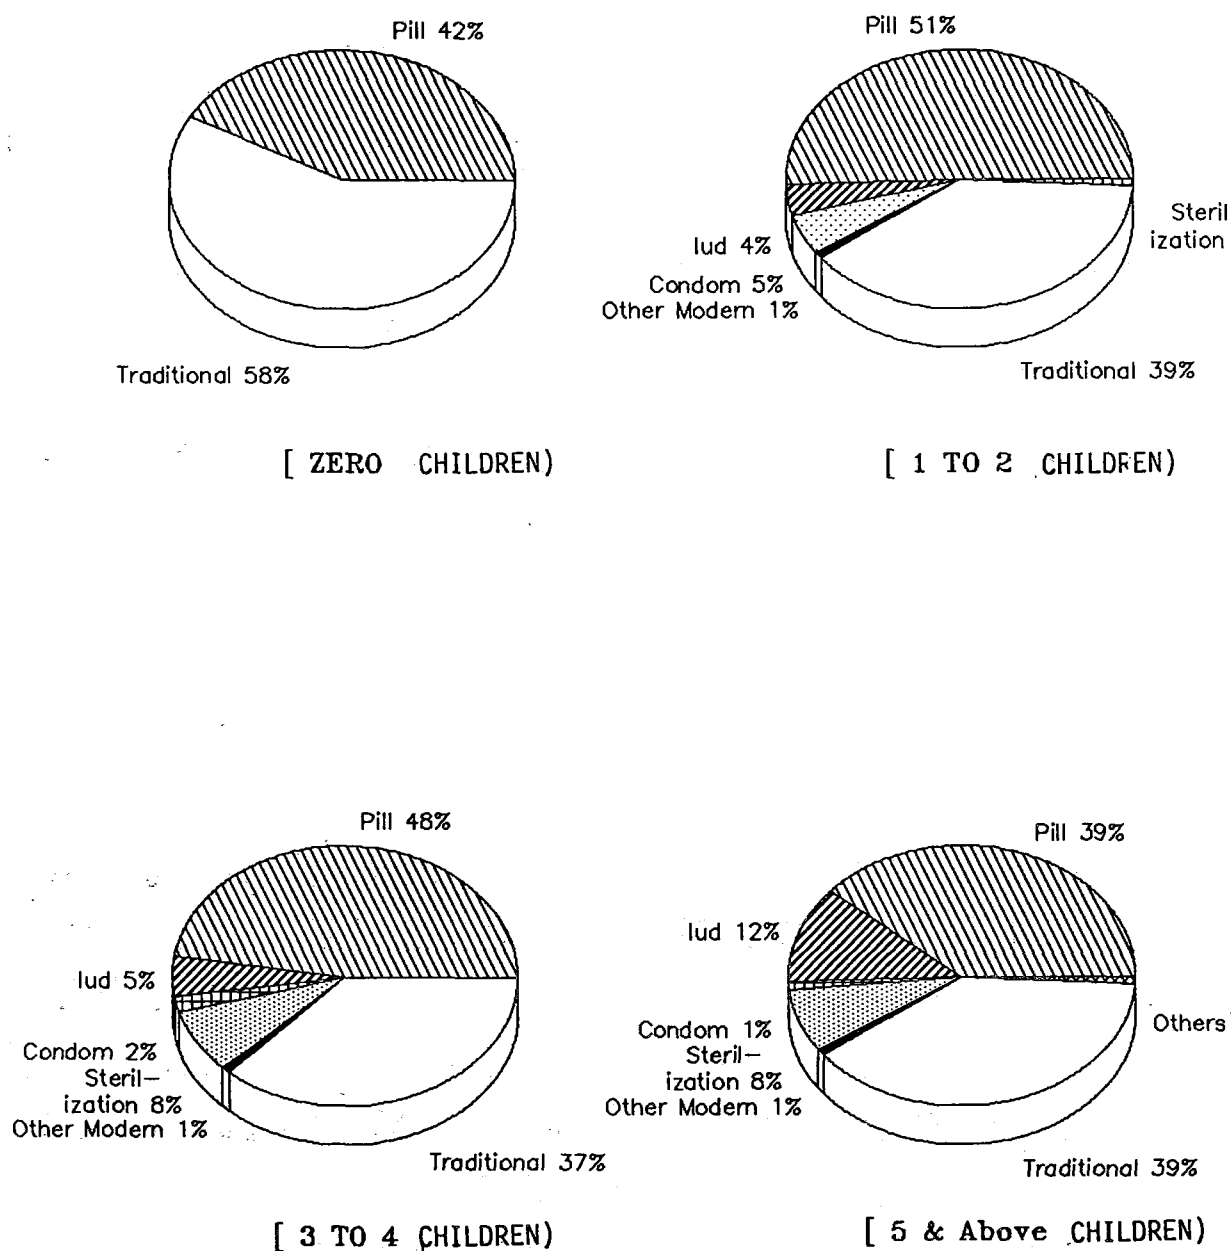 Pill 42%
Traditional 58%
[ ZERO CHILDREN)
Pill 51%
Steril
ization
Iud 4%
Condom 5%
Other Modern 1%
Traditional 39%
[ 1 TO 2 CHILDREN)
Pill 48%
Iud 5%
Condom 2%
Steril-
ization 8%
Other Modern 1%
Traditional 37%
[ 3 TO 4 CHILDREN)
Pill 39%
Iud 12%
Others
Condom 1%
Steril-
ization 8%
Other Modern 1%
Traditional 39%
[ 5 & Above CHILDREN)